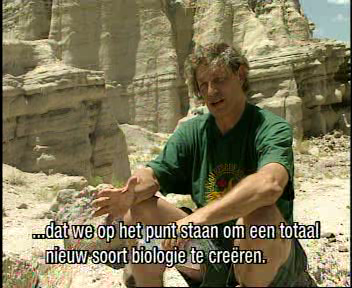 ...dat we op het punt staan om een totaal
nieuw soort biologie te creëren.